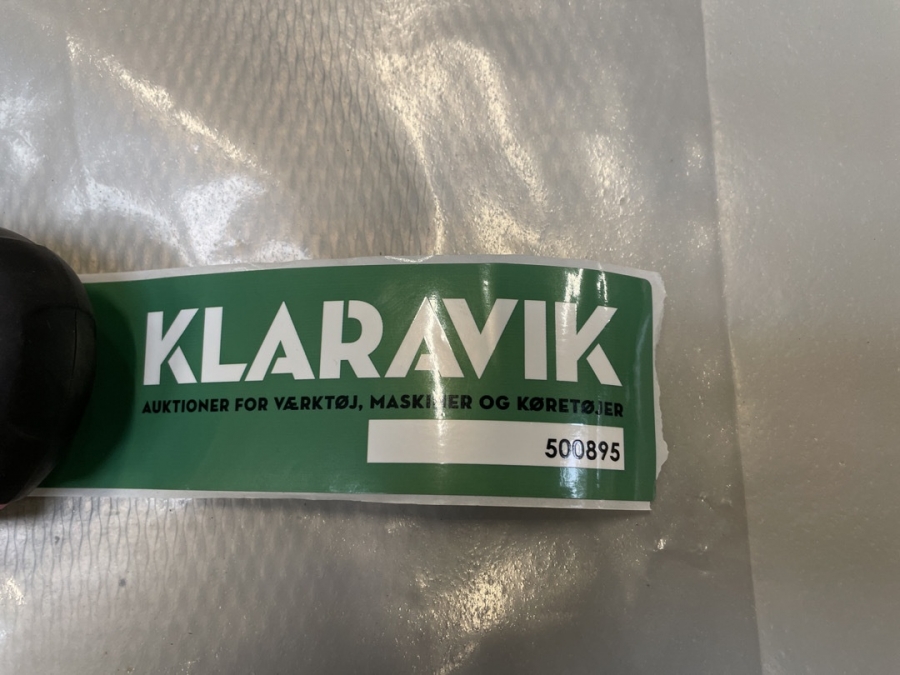 KLARAVIK
AUKTIONER FOR VÆRKTØJ, MASKINER OG KØRETØJER
500895